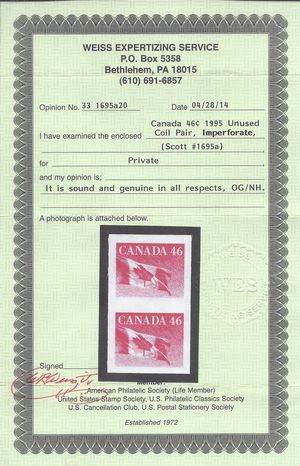 WEISS EXPERTIZING SERVICE
P.O. Box 5358
Bethlehem, PA 18015
(610) 691-6857
Opinion No. 33 1695a20 Date 04/28/14
Canada 46¢ 1995 Unused
I have examined the enclosed Coil Pair, Imperforate,
(Scott #1695a)
for Private
and my opinion is;
It is sound and genuine in all respects, OG/NH.
A photograph is attached below.
CANADA 46
CANADA 46
Signed
Member:
American Philatelic Society (Life Member)
United States Stamp Society, U.S. Philatelic Classics Society
U.S. Cancellation Club, U.S. Postal Stationery Society
Established 1972